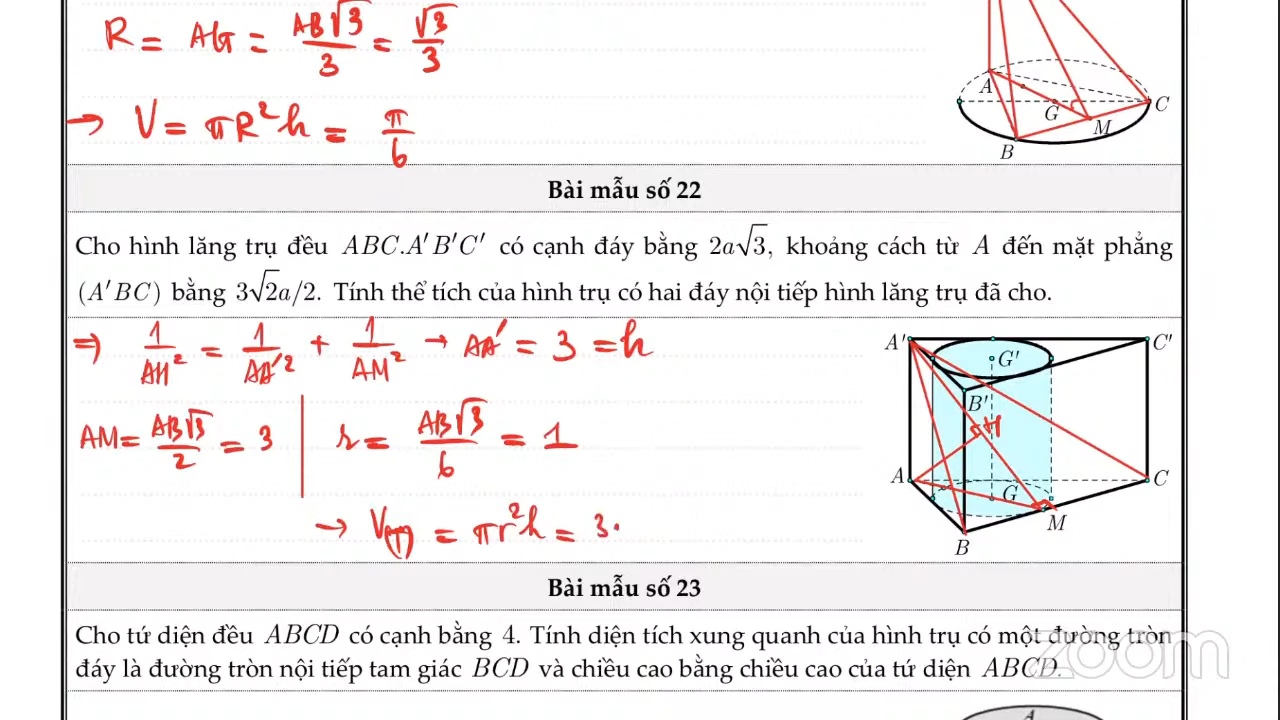 R = AG = AB√3/3 = √3/3
→ V = πR²h = π/6
A
G
C
M
B
Bài mẫu số 22
Cho hình lăng trụ đều ABC.A′B′C′ có cạnh đáy bằng 2a√3, khoảng cách từ A đến mặt phẳng
(A′BC) bằng 3√2a/2. Tính thể tích của hình trụ có hai đáy nội tiếp hình lăng trụ đã cho.
⇒ 1/AH² = 1/AA′² + 1/AM² → AA′ = 3 = h
AM = AB√3/2 = 3
r = AB√3/6 = 1
→ V(T) = πr²h = 3.
A′
C′
G′
B′
H
A
C
G
M
B
Bài mẫu số 23
Cho tứ diện đều ABCD có cạnh bằng 4. Tính diện tích xung quanh của hình trụ có một đường tròn
đáy là đường tròn nội tiếp tam giác BCD và chiều cao bằng chiều cao của tứ diện ABCD.
zoom
A